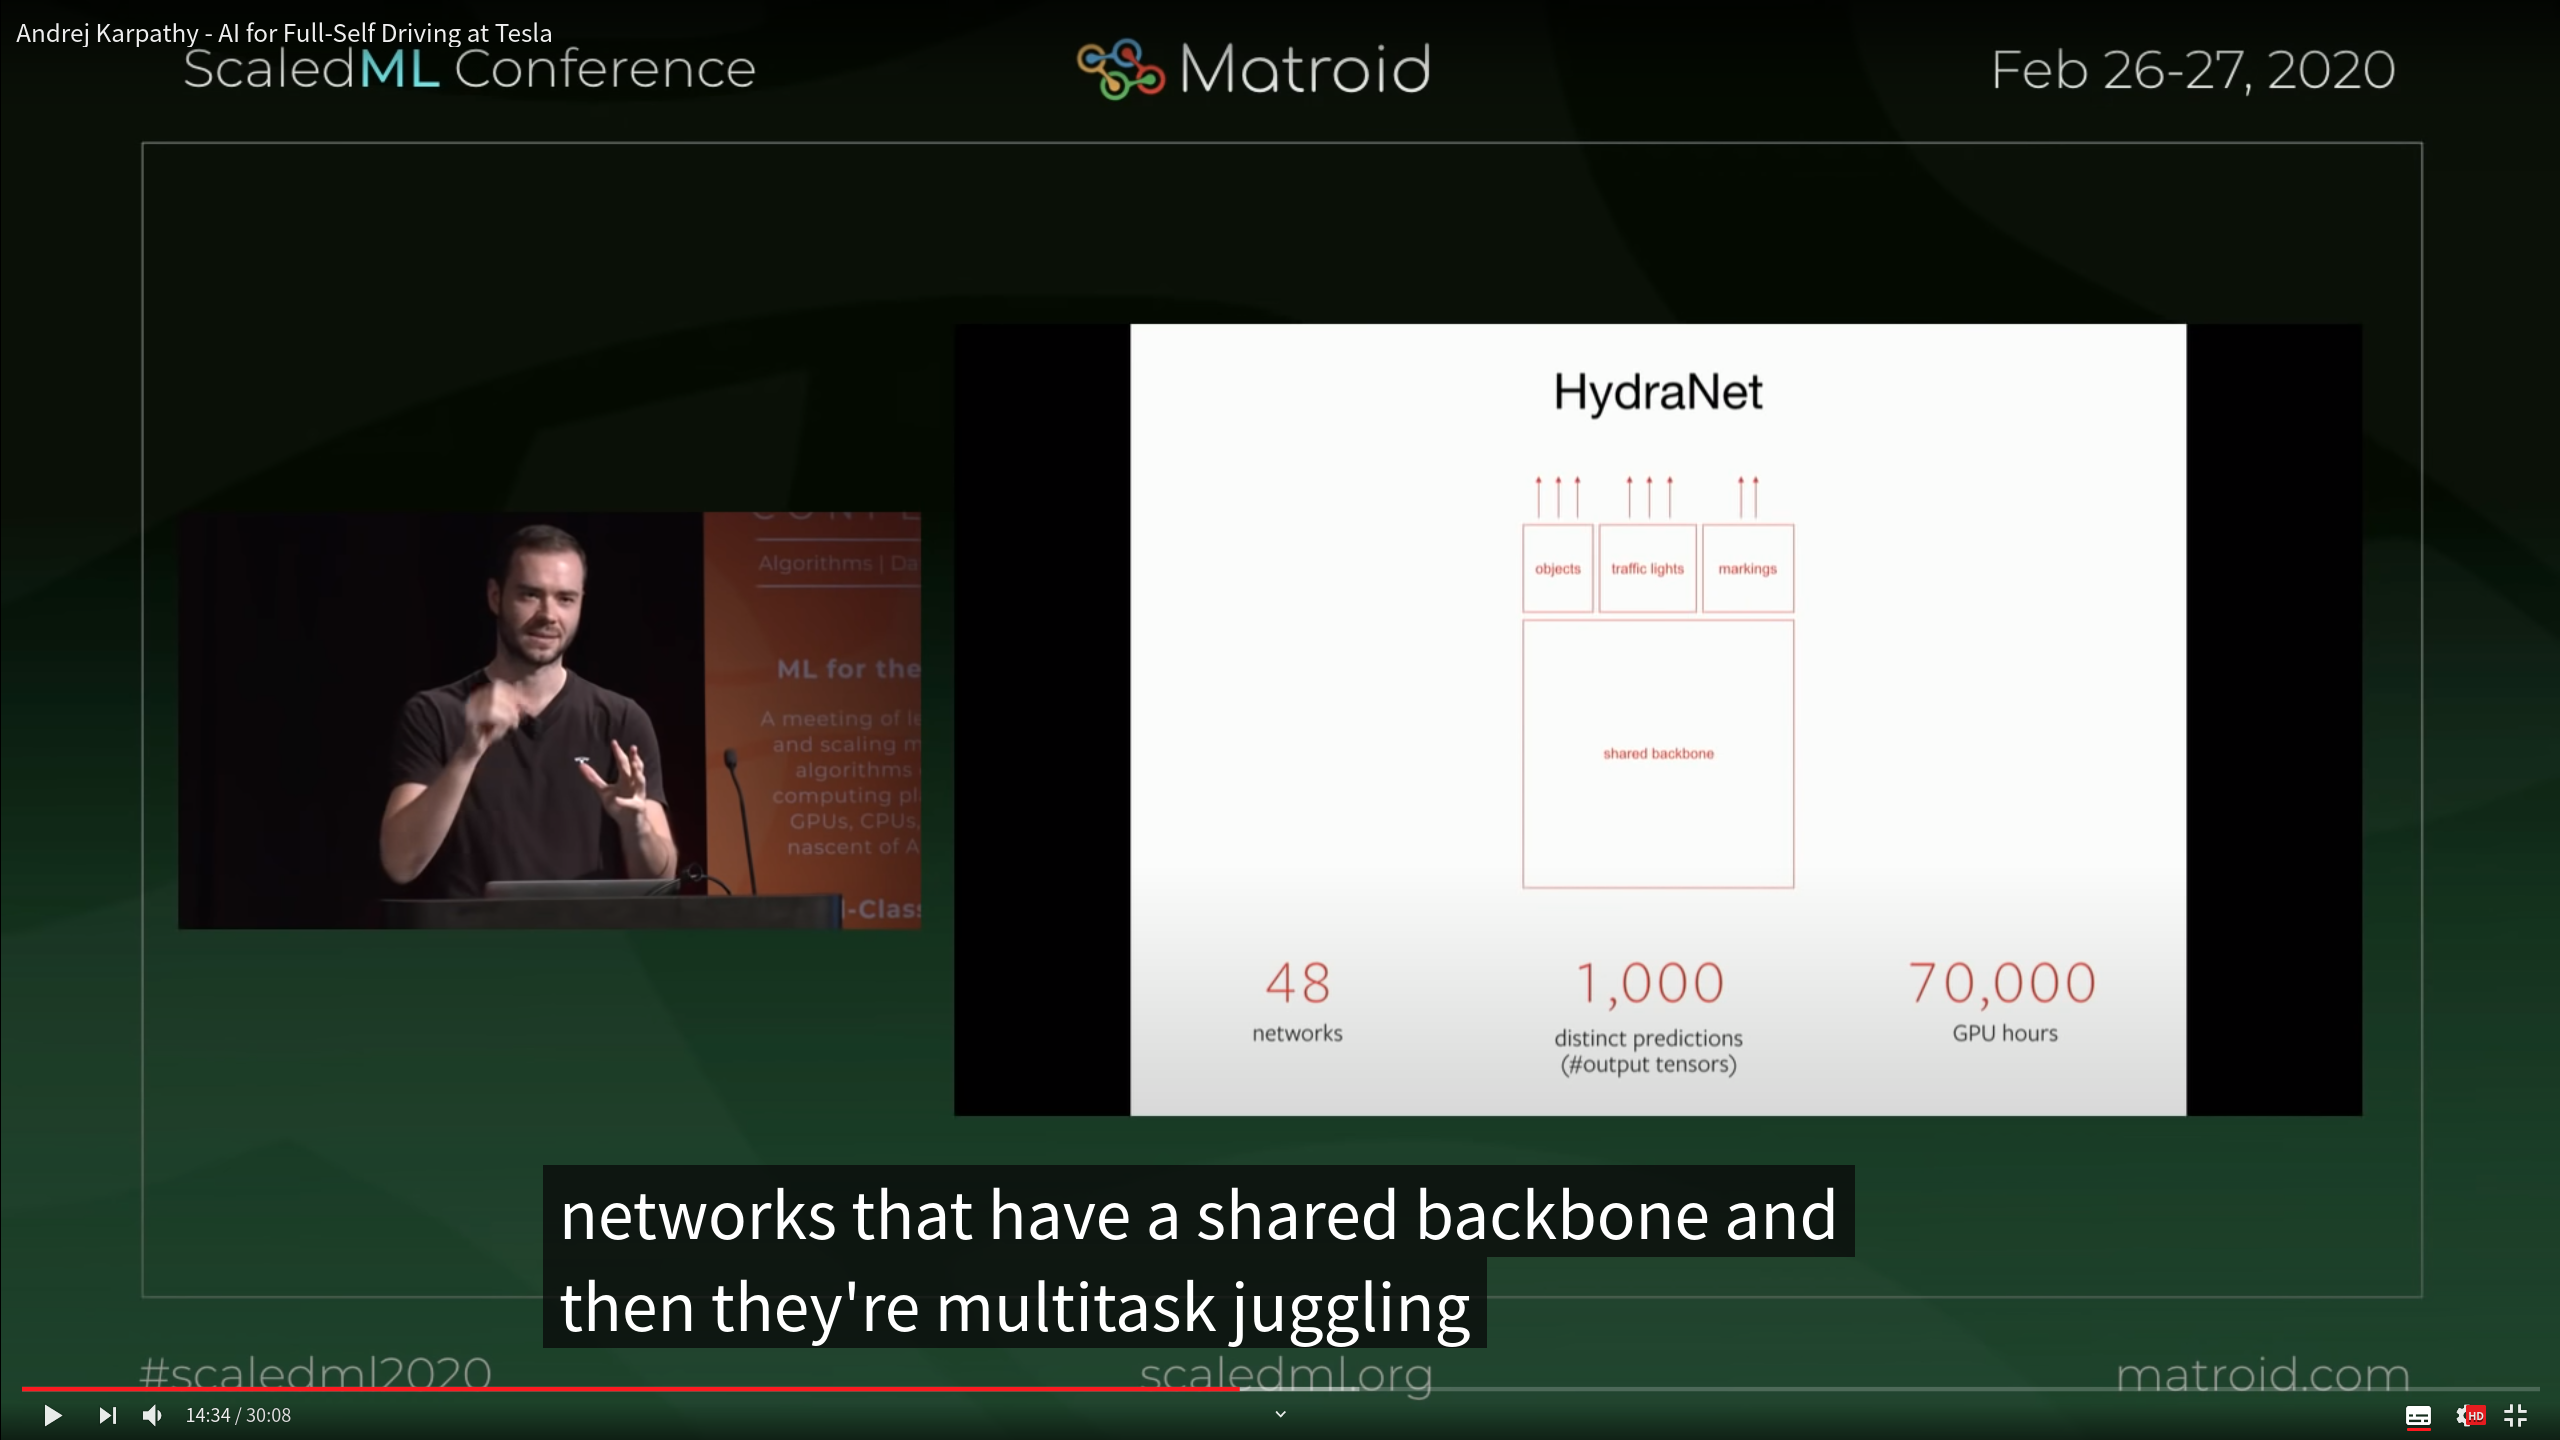 Andrej Karpathy - AI for Full-Self Driving at Tesla
ScaledML Conference
Matroid
Feb 26-27, 2020
Algorithms | Da
ML for the
A meeting of le
and scaling m
algorithms
computing pl
GPUs, CPUs,
nascent of A
-Class
HydraNet
objects
traffic lights
markings
shared backbone
48
networks
1,000
distinct predictions
(#output tensors)
70,000
GPU hours
networks that have a shared backbone and
then they're multitask juggling
#scaledml2020
scaledml.org
matroid.com
14:34 / 30:08
HD